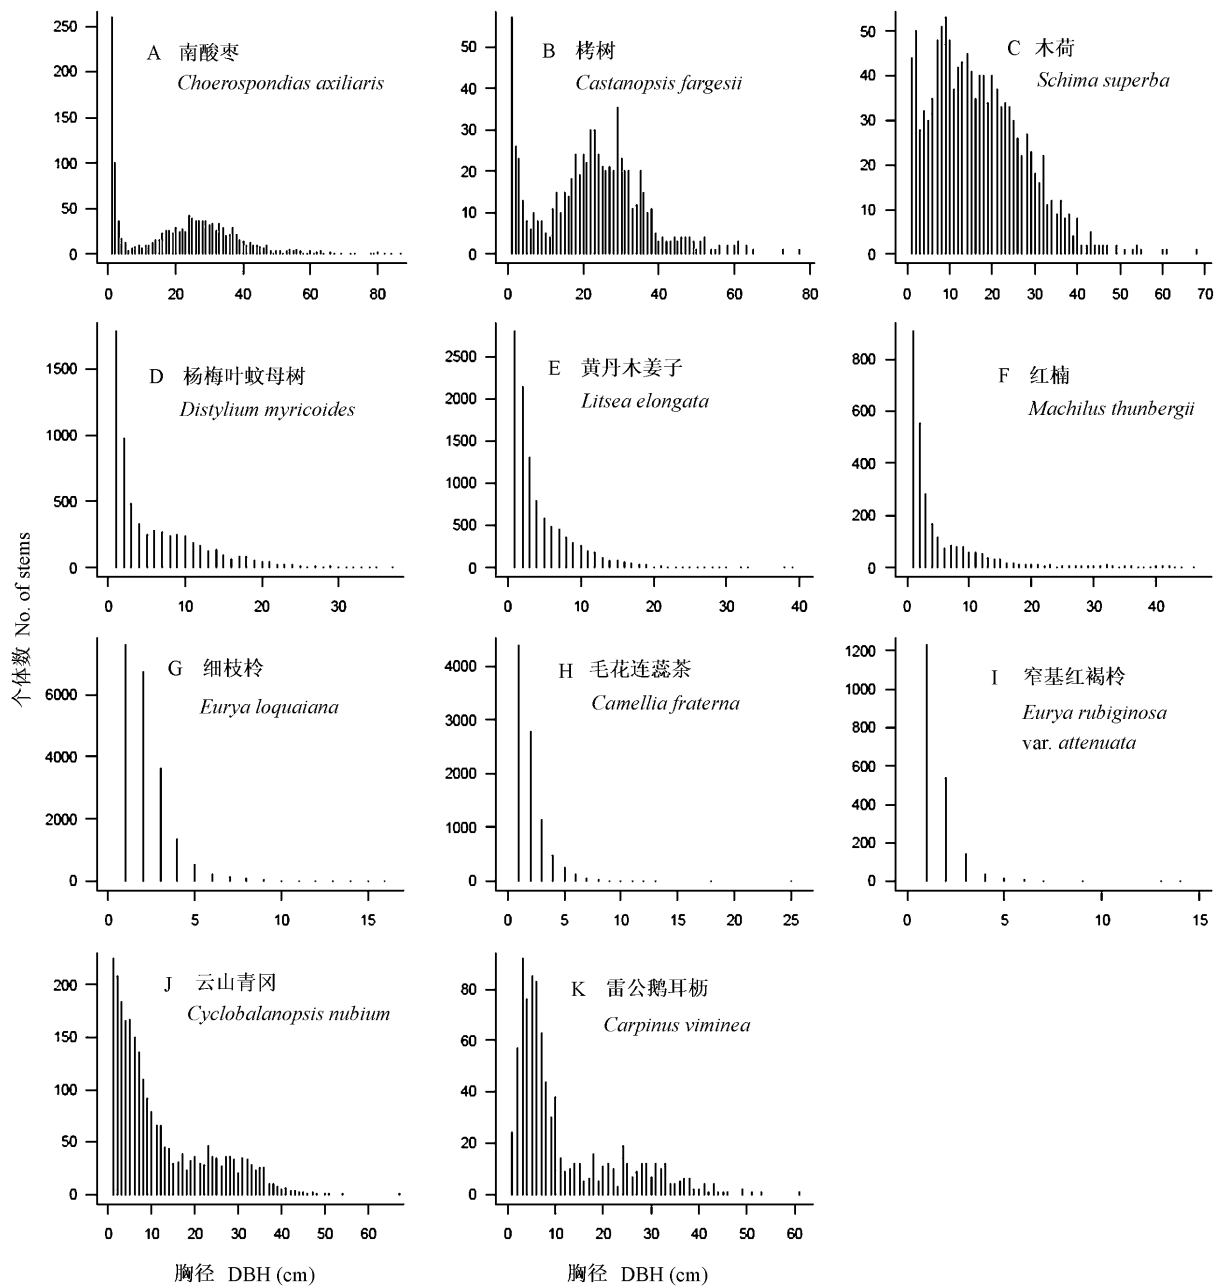 A 南酸枣
Choerospondias axiliaris
250
200
150
100
50
0
0 20 40 60 80
B 栲树
Castanopsis fargesii
50
40
30
20
10
0
0 20 40 60 80
C 木荷
Schima superba
50
40
30
20
10
0
0 10 20 30 40 50 60 70
D 杨梅叶蚊母树
Distylium myricoides
1500
1000
500
0
0 10 20 30
E 黄丹木姜子
Litsea elongata
2500
2000
1500
1000
500
0
0 10 20 30 40
F 红楠
Machilus thunbergii
800
600
400
200
0
0 10 20 30 40
个体数 No. of stems
G 细枝柃
Eurya loquaiana
6000
4000
2000
0
0 5 10 15
H 毛花连蕊茶
Camellia fraterna
4000
3000
2000
1000
0
0 5 10 15 20 25
I 窄基红褐柃
Eurya rubiginosa
var. attenuata
1200
1000
800
600
400
200
0
0 5 10 15
J 云山青冈
Cyclobalanopsis nubium
200
150
100
50
0
0 10 20 30 40 50 60
K 雷公鹅耳枥
Carpinus viminea
80
60
40
20
0
0 10 20 30 40 50 60
胸径 DBH (cm)
胸径 DBH (cm)